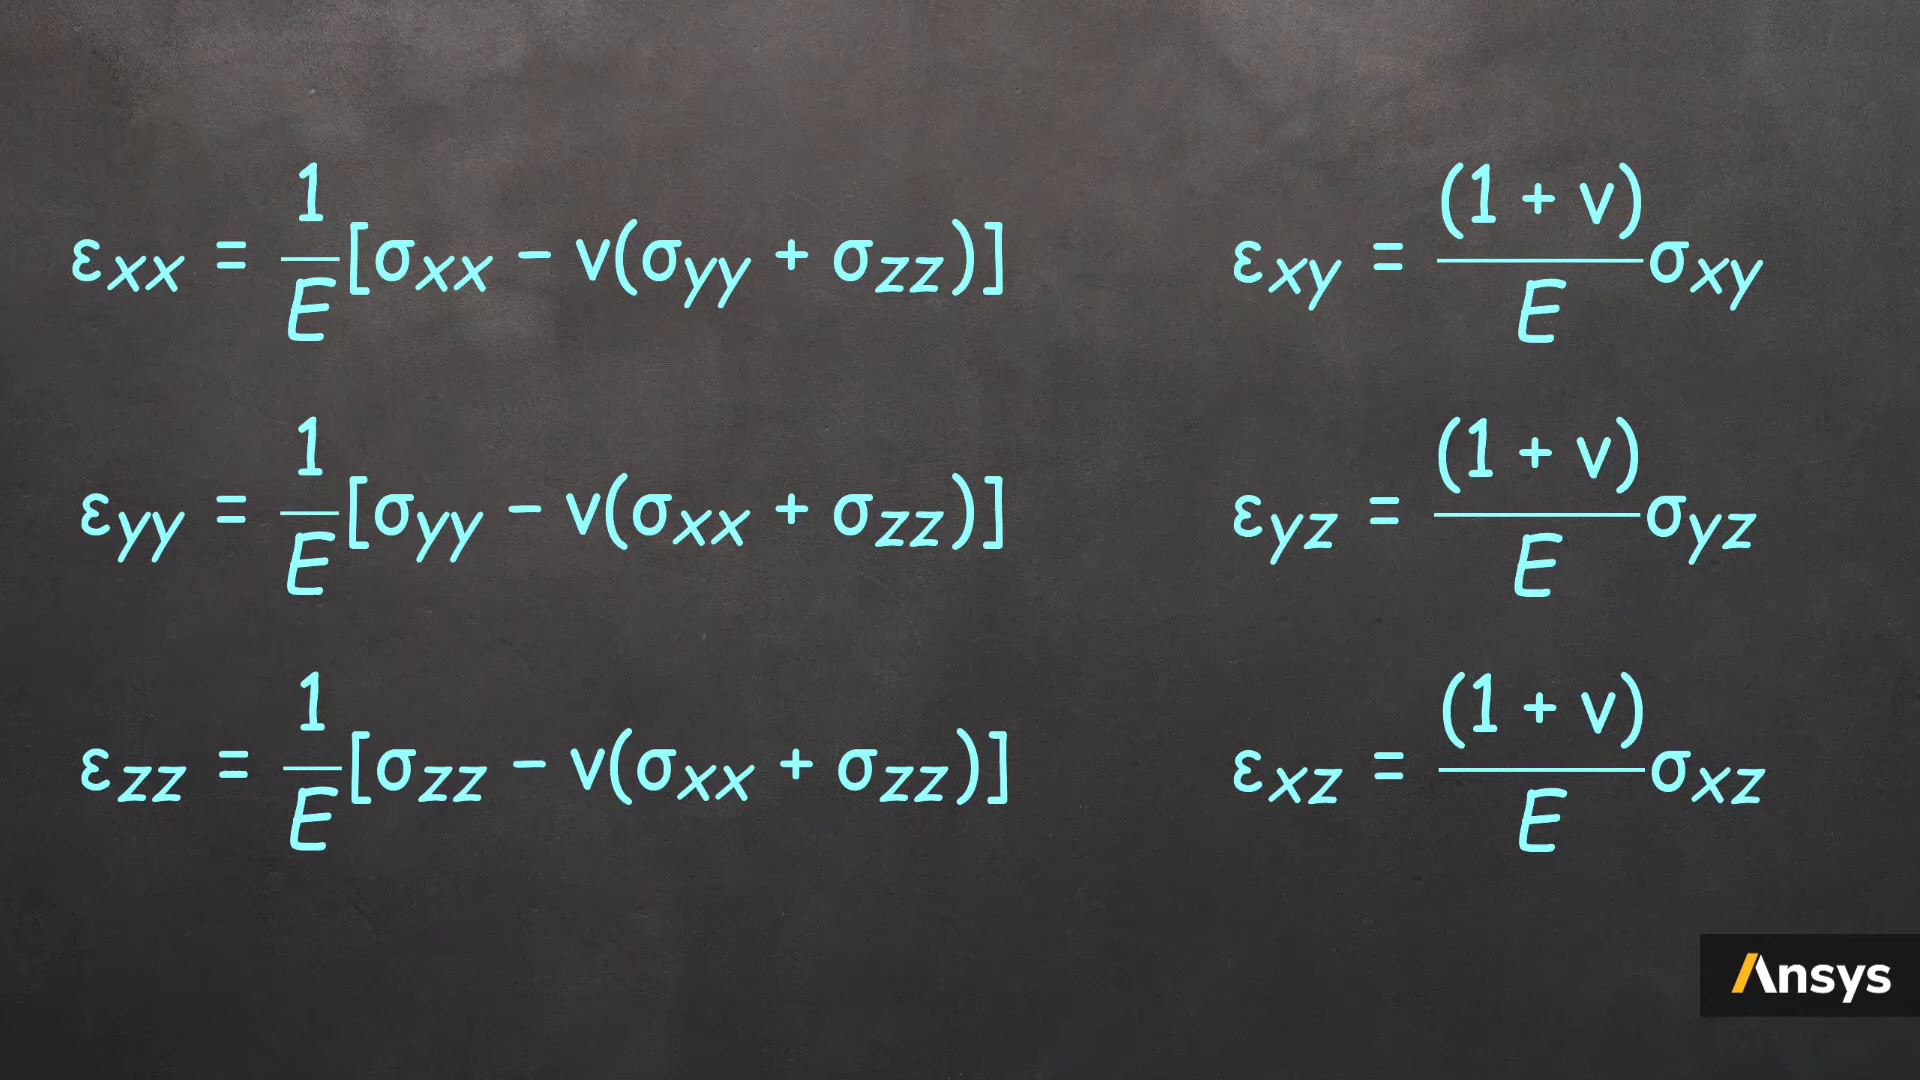 εxx = 1/E[σxx − ν(σyy + σzz)]
εxy = (1 + ν)/E σxy
εyy = 1/E[σyy − ν(σxx + σzz)]
εyz = (1 + ν)/E σyz
εzz = 1/E[σzz − ν(σxx + σzz)]
εxz = (1 + ν)/E σxz
Ansys